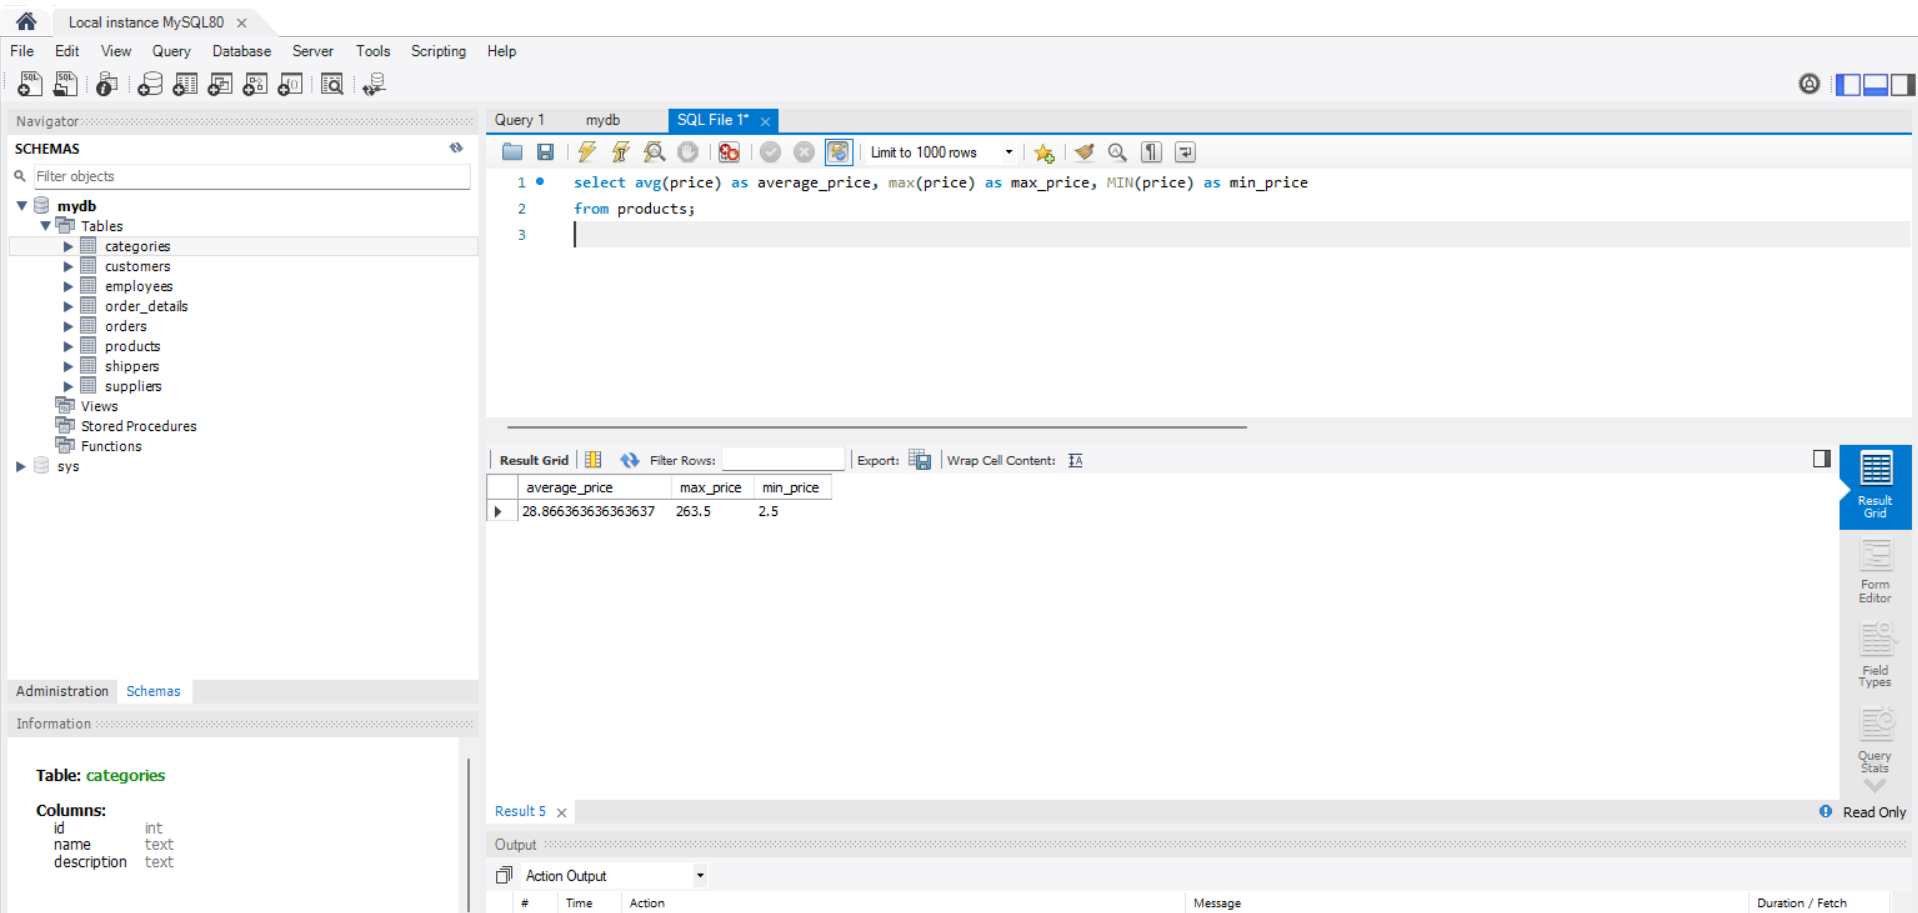 Local instance MySQL80
File Edit View Query Database Server Tools Scripting Help
Navigator
SCHEMAS
Filter objects
mydb
Tables
categories
customers
employees
order_details
orders
products
shippers
suppliers
Views
Stored Procedures
Functions
sys
Administration Schemas
Information
Table: categories
Columns:
id int
name text
description text
Query 1 mydb SQL File 1*
Limit to 1000 rows
1 select avg(price) as average_price, max(price) as max_price, MIN(price) as min_price
2 from products;
3
Result Grid Filter Rows: Export: Wrap Cell Content:
average_price max_price min_price
28.866363636363637 263.5 2.5
Result
Grid
Form
Editor
Field
Types
Query
Stats
Result 5 Read Only
Output
Action Output
# Time Action Message Duration / Fetch